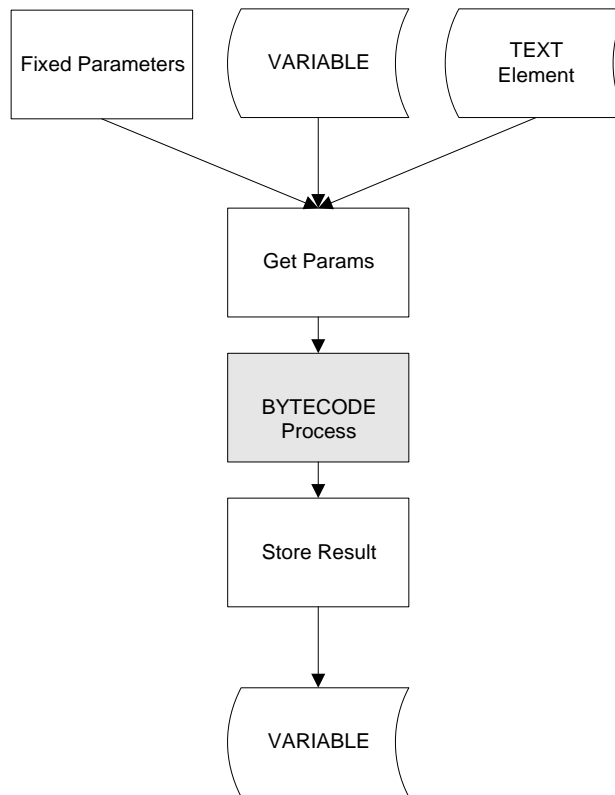 Fixed Parameters
VARIABLE
TEXT
Element
Get Params
BYTECODE
Process
Store Result
VARIABLE